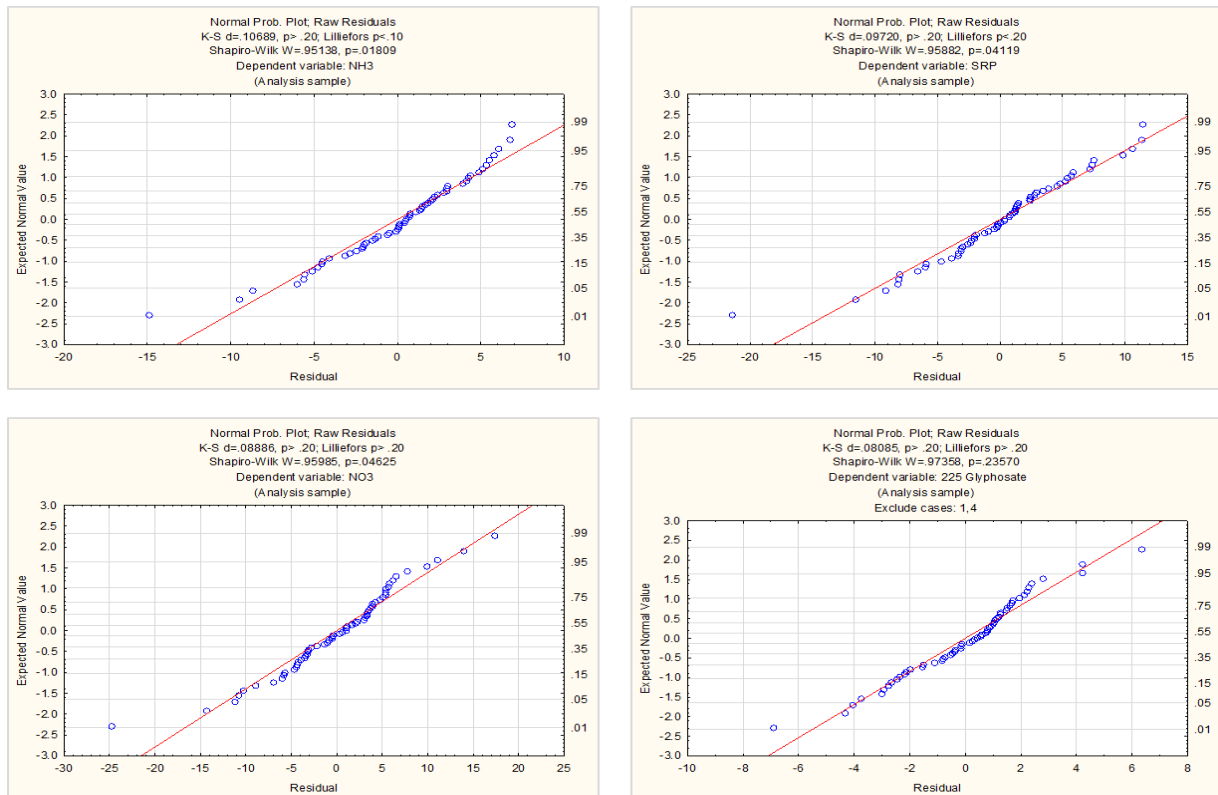 Normal Prob. Plot; Raw Residuals
K-S d=.10689, p> .20; Lilliefors p<.10
Shapiro-Wilk W=.95138, p=.01809
Dependent variable: NH3
(Analysis sample)
3.0
2.5
2.0
1.5
1.0
0.5
0.0
-0.5
-1.0
-1.5
-2.0
-2.5
-3.0
Expected Normal Value
.99
.95
.75
.55
.35
.15
.05
.01
-20 -15 -10 -5 0 5 10
Residual
Normal Prob. Plot; Raw Residuals
K-S d=.09720, p> .20; Lilliefors p<.20
Shapiro-Wilk W=.95882, p=.04119
Dependent variable: SRP
(Analysis sample)
3.0
2.5
2.0
1.5
1.0
0.5
0.0
-0.5
-1.0
-1.5
-2.0
-2.5
-3.0
Expected Normal Value
.99
.95
.75
.55
.35
.15
.05
.01
-25 -20 -15 -10 -5 0 5 10 15
Residual
Normal Prob. Plot; Raw Residuals
K-S d=.08886, p> .20; Lilliefors p> .20
Shapiro-Wilk W=.95985, p=.04625
Dependent variable: NO3
(Analysis sample)
3.0
2.5
2.0
1.5
1.0
0.5
0.0
-0.5
-1.0
-1.5
-2.0
-2.5
-3.0
Expected Normal Value
.99
.95
.75
.55
.35
.15
.05
.01
-30 -25 -20 -15 -10 -5 0 5 10 15 20 25
Residual
Normal Prob. Plot; Raw Residuals
K-S d=.08085, p> .20; Lilliefors p> .20
Shapiro-Wilk W=.97358, p=.23570
Dependent variable: 225 Glyphosate
(Analysis sample)
Exclude cases: 1,4
3.0
2.5
2.0
1.5
1.0
0.5
0.0
-0.5
-1.0
-1.5
-2.0
-2.5
-3.0
Expected Normal Value
.99
.95
.75
.55
.35
.15
.05
.01
-10 -8 -6 -4 -2 0 2 4 6 8
Residual